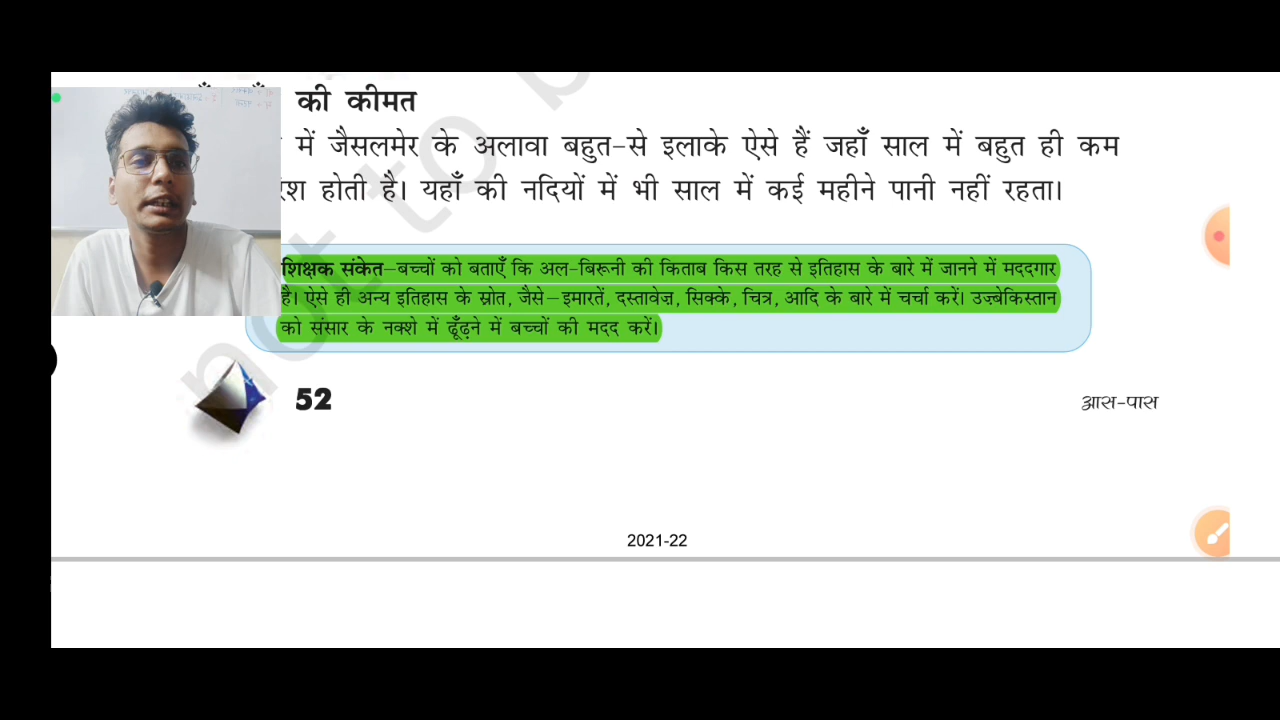 की कीमत
में जैसलमेर के अलावा बहुत-से इलाके ऐसे हैं जहाँ साल में बहुत ही कम
होती है। यहाँ की नदियों में भी साल में कई महीने पानी नहीं रहता।
शिक्षक संकेत–बच्चों को बताएँ कि अल-बिरूनी की किताब किस तरह से इतिहास के बारे में जानने में मददगार
है। ऐसे ही अन्य इतिहास के स्रोत, जैसे–इमारतें, दस्तावेज़, सिक्के, चित्र, आदि के बारे में चर्चा करें। उज़्बेकिस्तान
को संसार के नक्शे में ढूँढ़ने में बच्चों की मदद करें।
52
आस-पास
2021-22
not to b